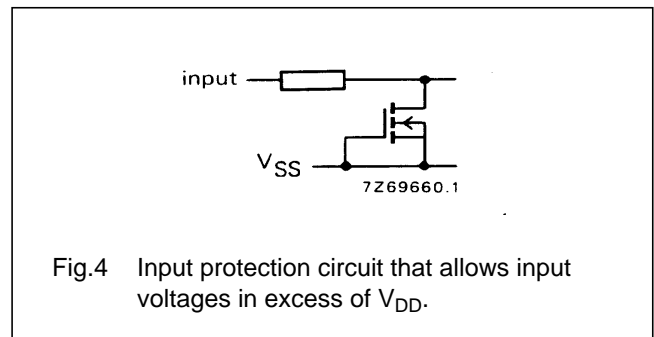 input
VSS
7Z69660.1
Fig.4 Input protection circuit that allows input
voltages in excess of VDD.